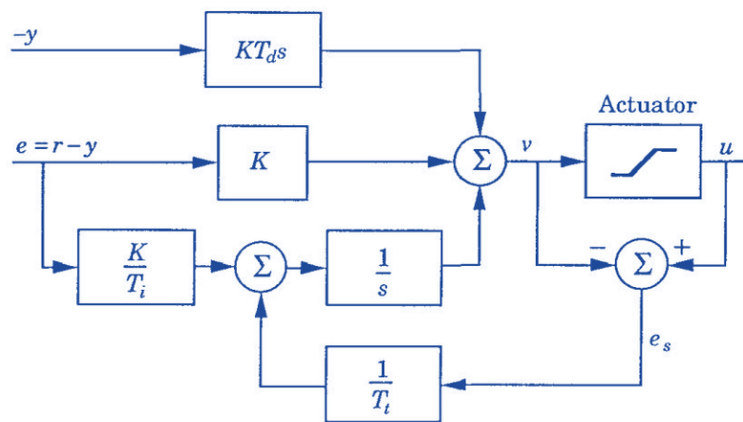 −y
KT_d s
Actuator
e = r − y
K
Σ
v
u
K/T_i
Σ
1/s
−
Σ
+
e_s
1/T_t